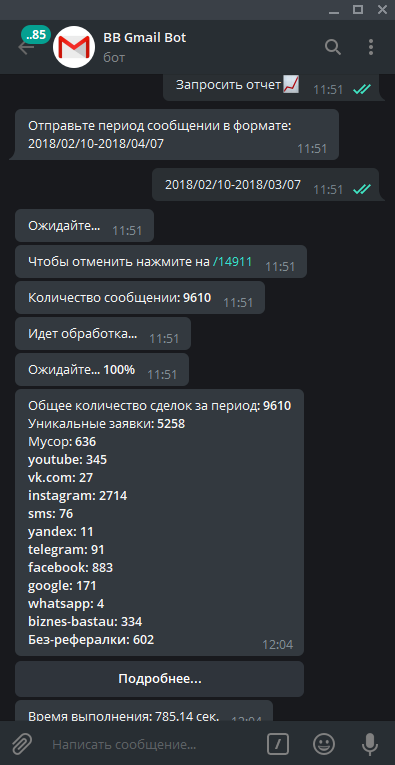 ..85
BB Gmail Bot
бот
Запросить отчет 11:51
Отправьте период сообщении в формате:
2018/02/10-2018/04/07
11:51
2018/02/10-2018/03/07 11:51
Ожидайте... 11:51
Чтобы отменить нажмите на /14911 11:51
Количество сообщении: 9610 11:51
Идет обработка... 11:51
Ожидайте... 100% 11:51
Общее количество сделок за период: 9610
Уникальные заявки: 5258
Мусор: 636
youtube: 345
vk.com: 27
instagram: 2714
sms: 76
yandex: 11
telegram: 91
facebook: 883
google: 171
whatsapp: 4
biznes-bastau: 334
Без-рефералки: 602
12:04
Подробнее...
Время выполнения: 785.14 сек. 12:04
Написать сообщение...